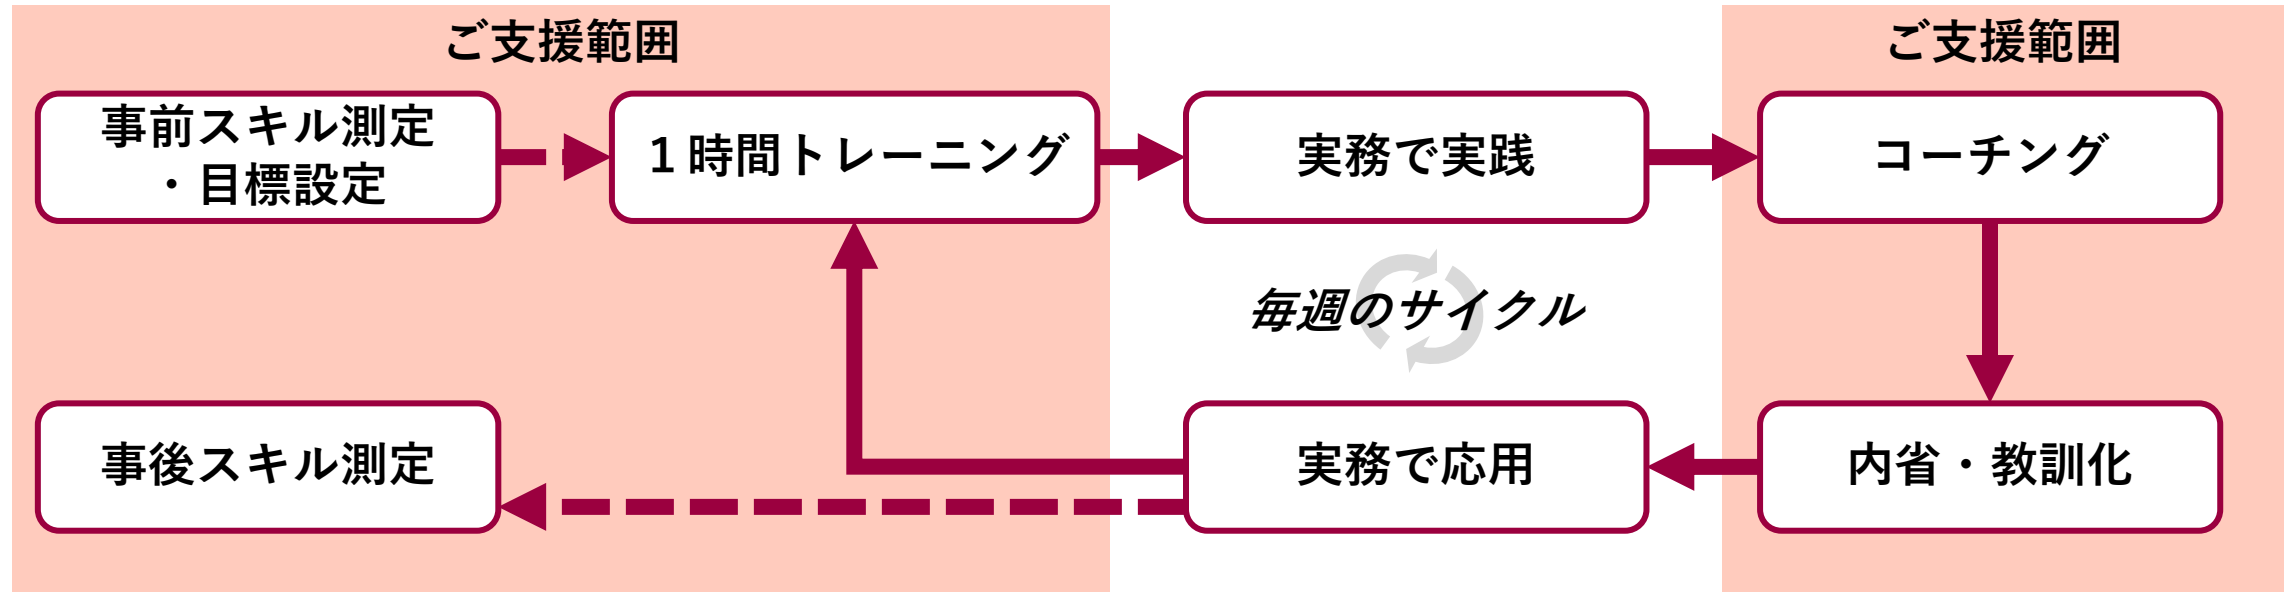 ご支援範囲
ご支援範囲
事前スキル測定
・目標設定
1時間トレーニング
実務で実践
コーチング
毎週のサイクル
事後スキル測定
実務で応用
内省・教訓化